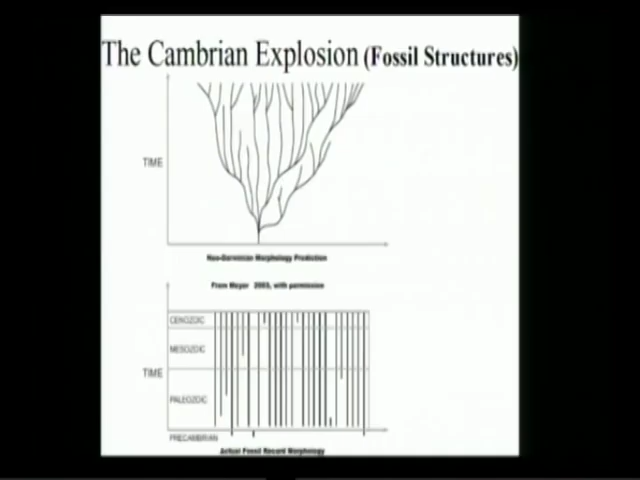 The Cambrian Explosion (Fossil Structures)
TIME
Neo-Darwinian Morphology Prediction
From Meyer 2003, with permission
CENOZOIC
MESOZOIC
TIME
PALEOZOIC
PRECAMBRIAN
Actual Fossil Record Morphology